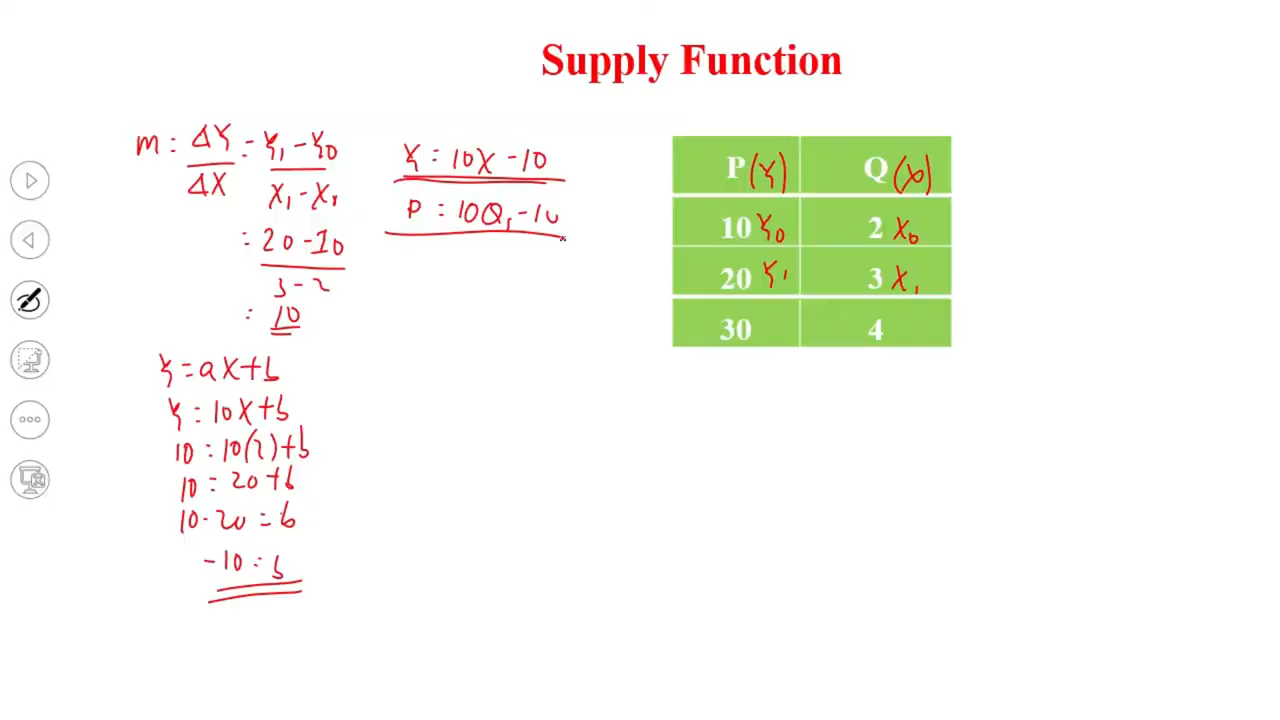 Supply Function
m = ΔY/ΔX = Y₁ - Y₀ / X₁ - X₁
= 20 - 10 / 3 - 2
= 10
Y = aX + b
Y = 10X + b
10 = 10(2) + b
10 = 20 + b
10 - 20 = b
-10 = b
Y = 10X - 10
P = 10Q, - 10
P (Y) Q (X)
10 Y₀ 2 X₀
20 Y₁ 3 X₁
30 4